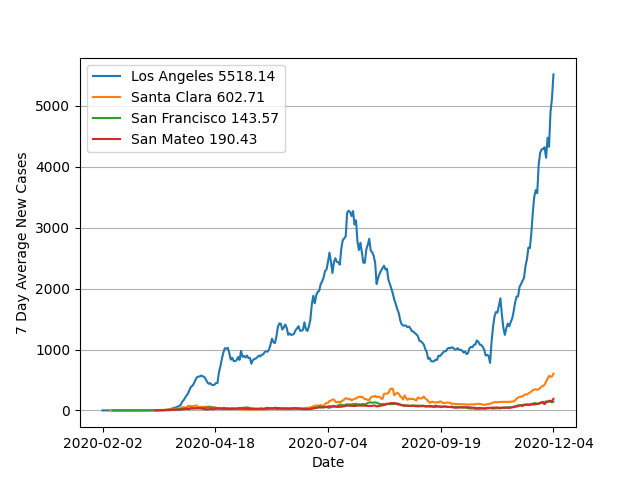 Los Angeles 5518.14
Santa Clara 602.71
San Francisco 143.57
San Mateo 190.43
7 Day Average New Cases
5000
4000
3000
2000
1000
0
2020-02-02 2020-04-18 2020-07-04 2020-09-19 2020-12-04
Date